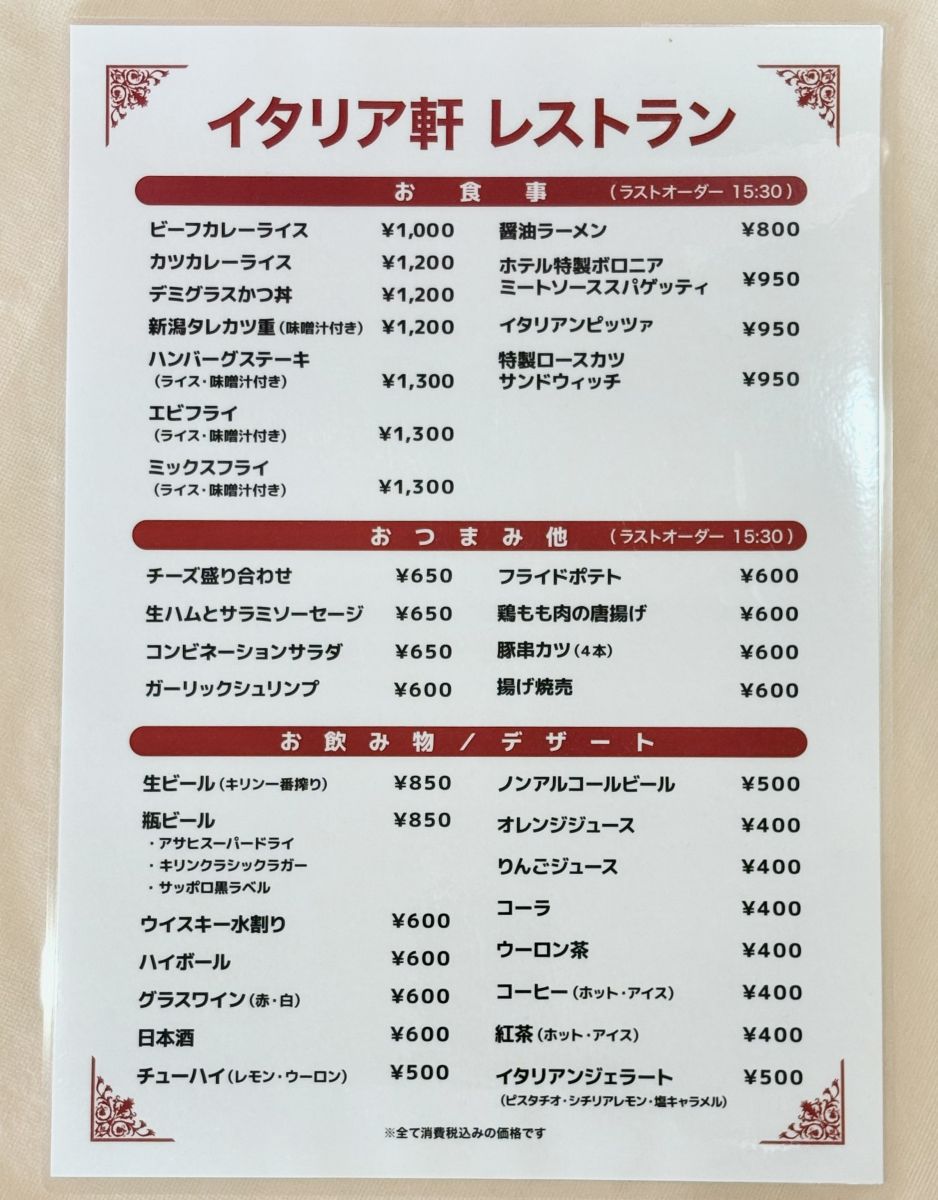 イタリア軒 レストラン
お食事 （ラストオーダー 15:30）
ビーフカレーライス ¥1,000
カツカレーライス ¥1,200
デミグラスかつ丼 ¥1,200
新潟タレカツ重（味噌汁付き） ¥1,200
ハンバーグステーキ
（ライス・味噌汁付き） ¥1,300
エビフライ
（ライス・味噌汁付き） ¥1,300
ミックスフライ
（ライス・味噌汁付き） ¥1,300
醤油ラーメン ¥800
ホテル特製ボロニア
ミートソーススパゲッティ ¥950
イタリアンピッツァ ¥950
特製ロースカツ
サンドウィッチ ¥950
おつまみ他 （ラストオーダー 15:30）
チーズ盛り合わせ ¥650
生ハムとサラミソーセージ ¥650
コンビネーションサラダ ¥650
ガーリックシュリンプ ¥600
フライドポテト ¥600
鶏もも肉の唐揚げ ¥600
豚串カツ（4本） ¥600
揚げ焼売 ¥600
お飲み物/デザート
生ビール（キリン一番搾り） ¥850
瓶ビール ¥850
・アサヒスーパードライ
・キリンクラシックラガー
・サッポロ黒ラベル
ウイスキー水割り ¥600
ハイボール ¥600
グラスワイン（赤・白） ¥600
日本酒 ¥600
チューハイ（レモン・ウーロン） ¥500
ノンアルコールビール ¥500
オレンジジュース ¥400
りんごジュース ¥400
コーラ ¥400
ウーロン茶 ¥400
コーヒー（ホット・アイス） ¥400
紅茶（ホット・アイス） ¥400
イタリアンジェラート ¥500
（ピスタチオ・シチリアレモン・塩キャラメル）
※全て消費税込みの価格です